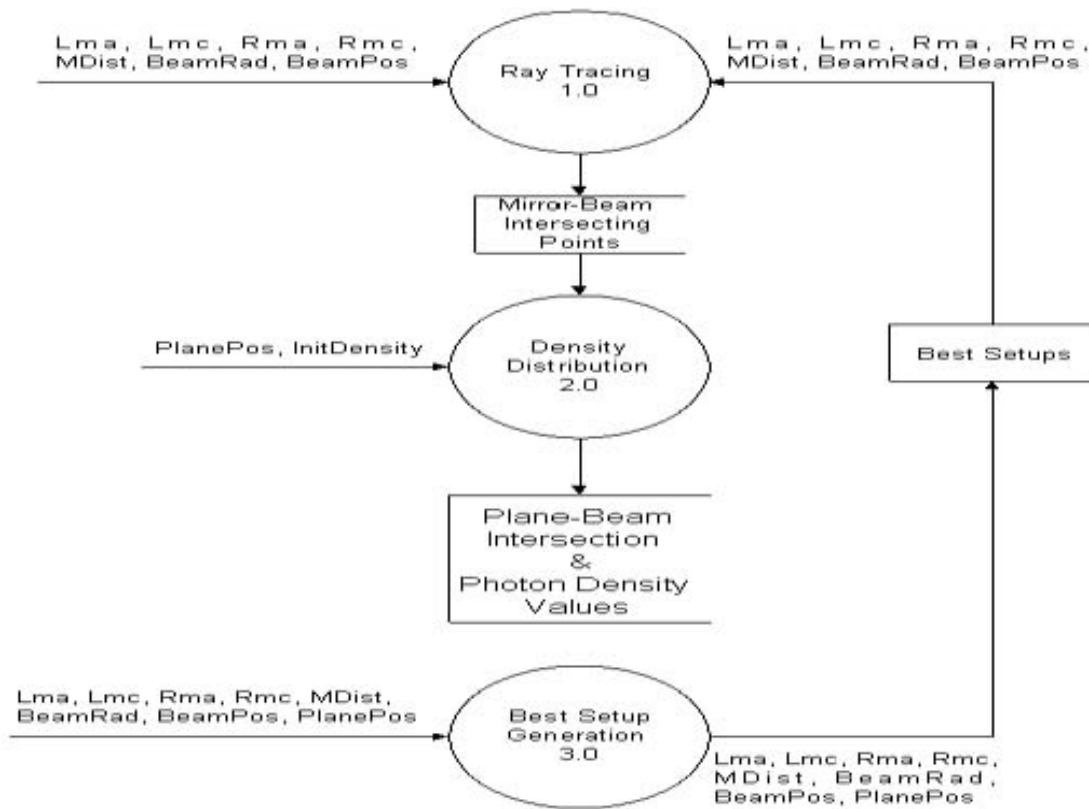 Lma, Lmc, Rma, Rmc,
MDist, BeamRad, BeamPos
Ray Tracing
1.0
Lma, Lmc, Rma, Rmc,
MDist, BeamRad, BeamPos
Mirror-Beam
Intersecting
Points
PlanePos, InitDensity
Density
Distribution
2.0
Best Setups
Plane-Beam
Intersection
&
Photon Density
Values
Lma, Lmc, Rma, Rmc, MDist,
BeamRad, BeamPos, PlanePos
Best Setup
Generation
3.0
Lma, Lmc, Rma, Rmc,
MDist, BeamRad,
BeamPos, PlanePos